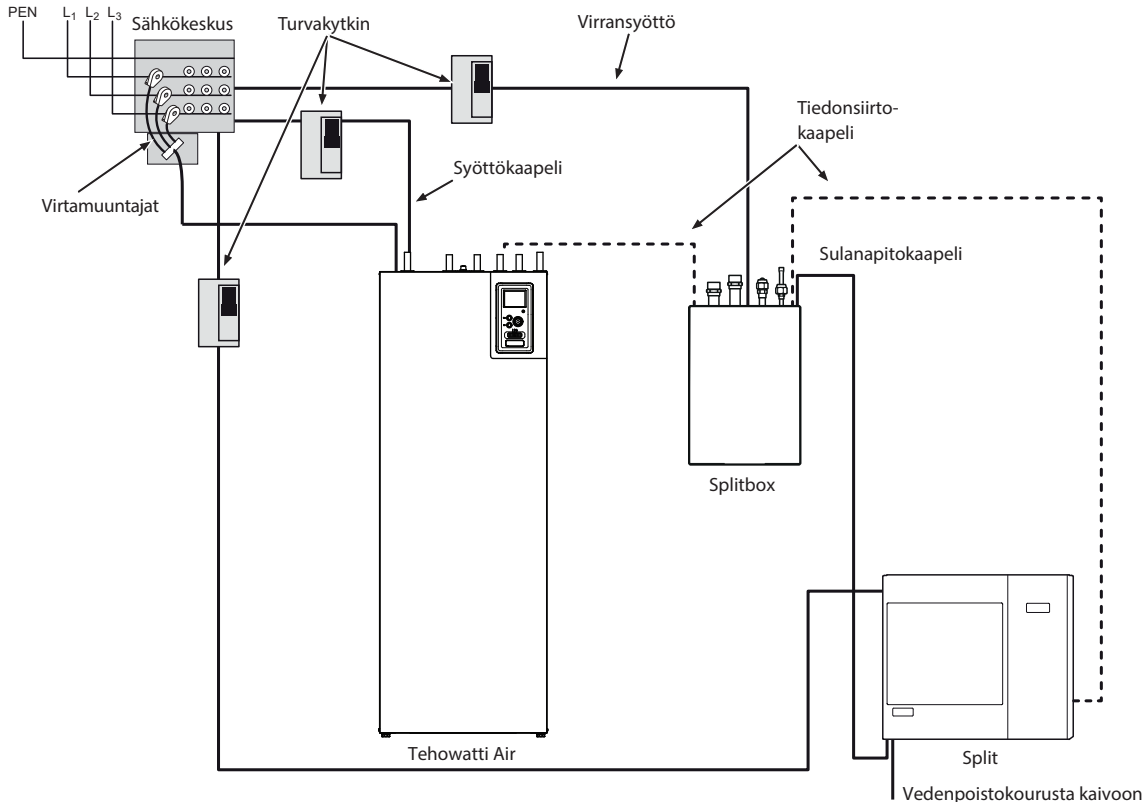 PEN L₁ L₂ L₃
Sähkökeskus
Turvakytkin
Virransyöttö
Tiedonsiirto-
kaapeli
Syöttökaapeli
Virtamuuntajat
Sulanapitokaapeli
Splitbox
Tehowatti Air
Split
Vedenpoistokourusta kaivoon